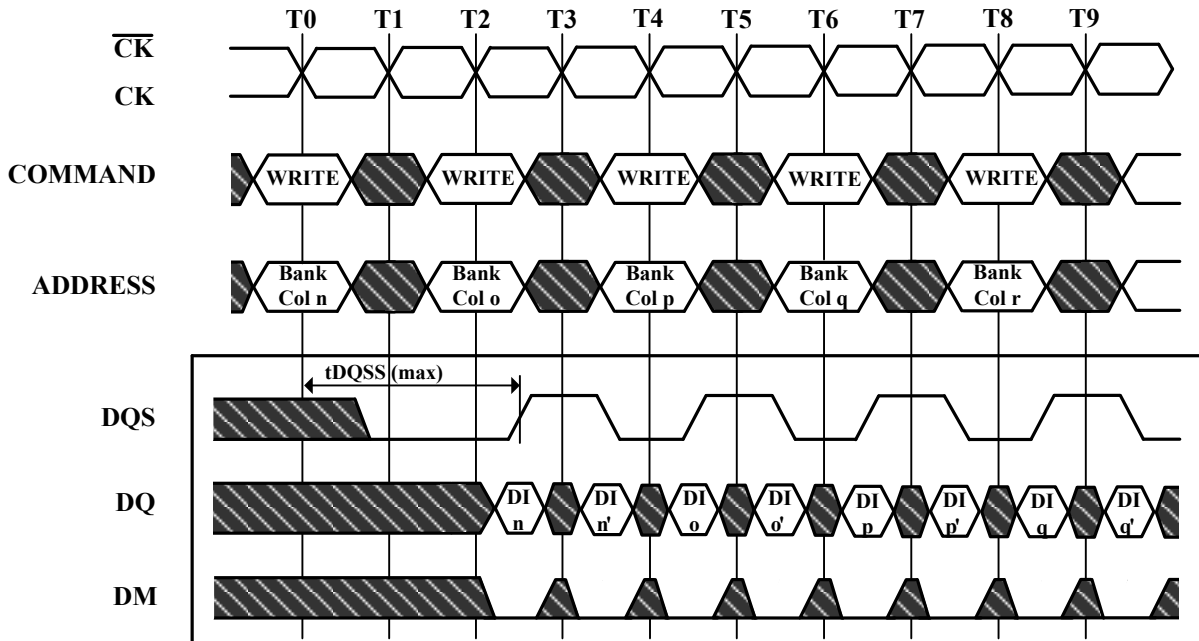 T0 T1 T2 T3 T4 T5 T6 T7 T8 T9
CK
CK
COMMAND
WRITE WRITE WRITE WRITE WRITE
ADDRESS
Bank Bank Bank Bank Bank
Col n Col o Col p Col q Col r
tDQSS (max)
DQS
DQ
DI DI DI DI DI DI DI DI
n n' o o' p p' q q'
DM